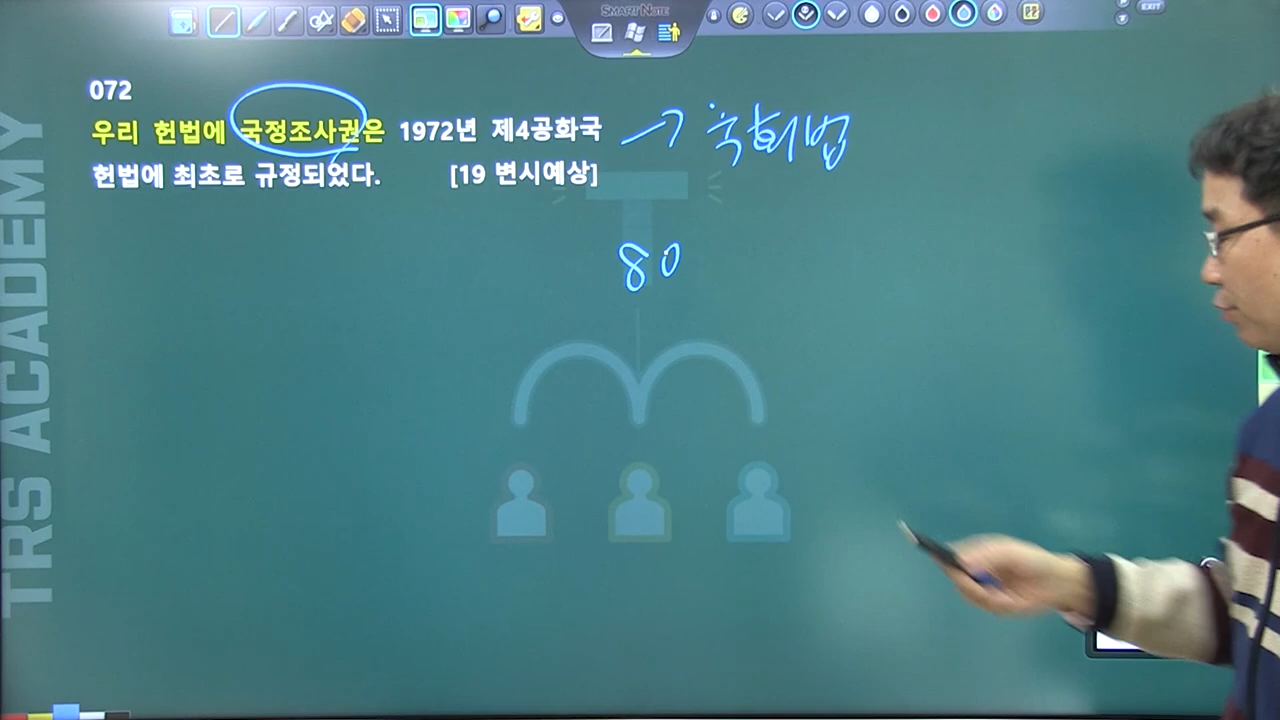 SMART NOTE
EXIT
072
우리 헌법에 국정조사권은 1972년 제4공화국 → 국회법
헌법에 최초로 규정되었다. [19 변시예상]
80
TRS ACADEMY